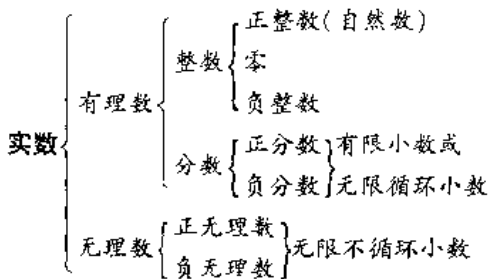 正整数(自然数)
整数 零
有理数 负整数
实数 分数 正分数 有限小数或
负分数 无限循环小数
无理数 正无理数 无限不循环小数
负无理数